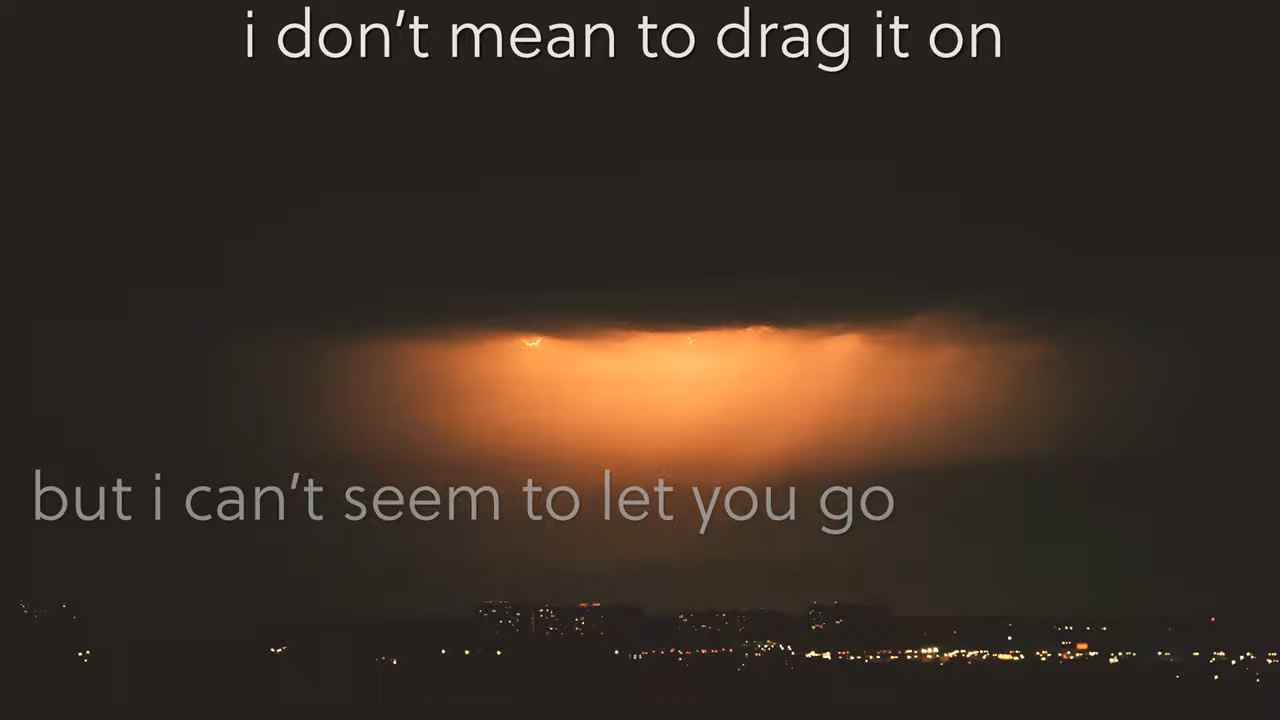 i don’t mean to drag it on
but i can’t seem to let you go